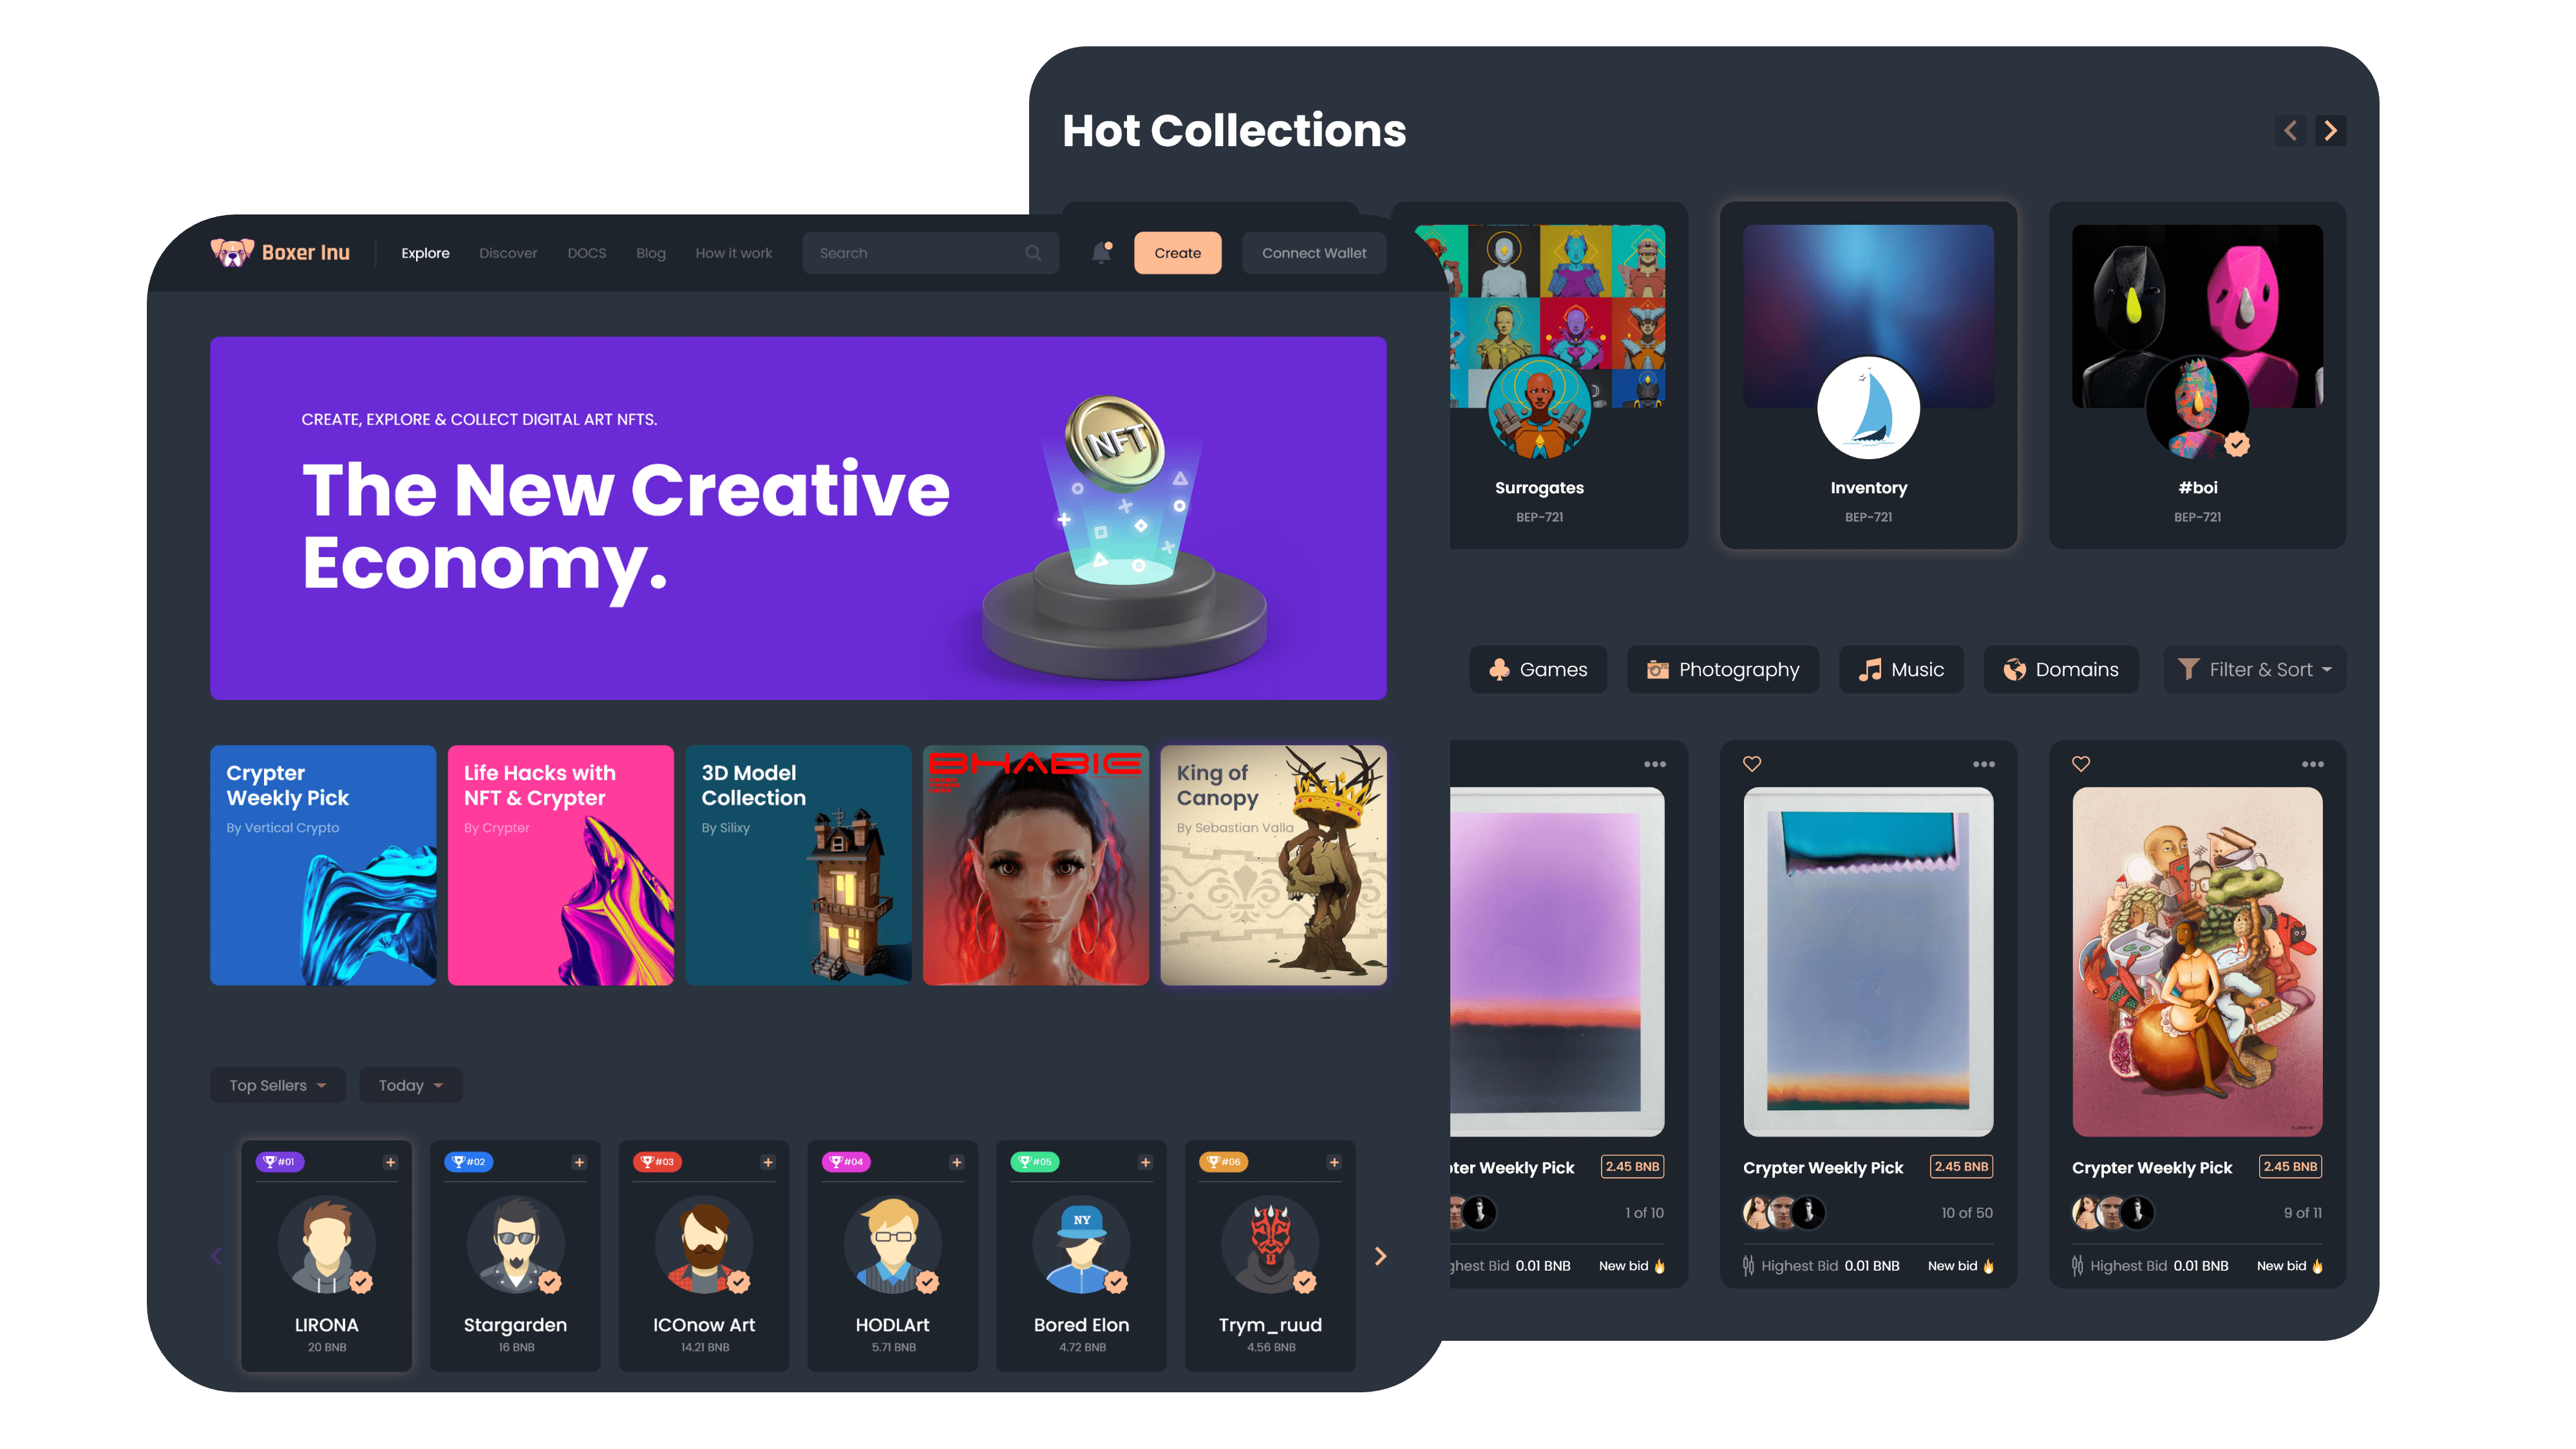 Hot Collections
Boxer Inu
Explore
Discover
DOCS
Blog
How it work
Search
Create
Connect Wallet
CREATE, EXPLORE & COLLECT DIGITAL ART NFTS.
The New Creative
Economy.
NFT
Surrogates
BEP-721
Inventory
BEP-721
#boi
BEP-721
Games
Photography
Music
Domains
Filter & Sort
Crypter
Weekly Pick
By Vertical Crypto
Life Hacks with
NFT & Crypter
By Crypter
3D Model
Collection
By Silixy
BHABIE
King of
Canopy
By Sebastian Valla
Top Sellers
Today
#01
LIRONA
20 BNB
#02
Stargarden
16 BNB
#03
ICOnow Art
14.21 BNB
#04
HODLArt
5.71 BNB
#05
NY
Bored Elon
4.72 BNB
#06
Trym_ruud
4.56 BNB
Weekly Pick
2.45 BNB
1 of 10
Bid 0.01 BNB
New bid
Crypter Weekly Pick
2.45 BNB
10 of 50
Highest Bid 0.01 BNB
New bid
Crypter Weekly Pick
2.45 BNB
9 of 11
Highest Bid 0.01 BNB
New bid